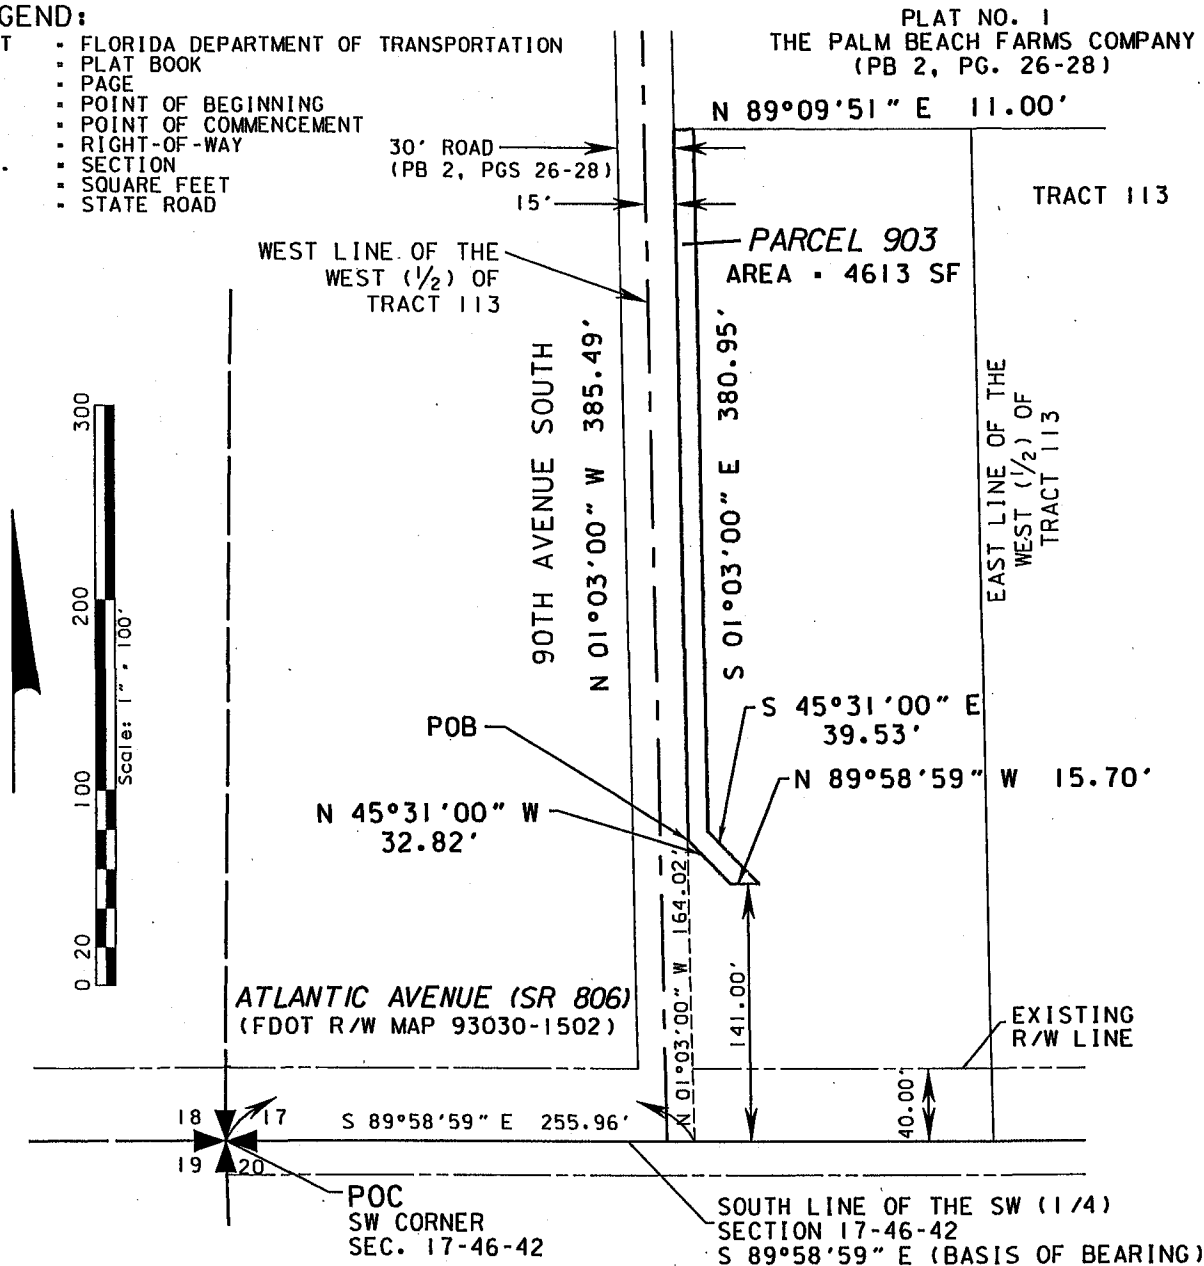 GEND:
T = FLORIDA DEPARTMENT OF TRANSPORTATION
= PLAT BOOK
= PAGE
= POINT OF BEGINNING
= POINT OF COMMENCEMENT
= RIGHT-OF-WAY
. = SECTION
= SQUARE FEET
= STATE ROAD
PLAT NO. 1
THE PALM BEACH FARMS COMPANY
(PB 2, PG. 26-28)
N 89°09'51" E 11.00'
30' ROAD
(PB 2, PGS 26-28)
15'
TRACT 113
WEST LINE OF THE
WEST (1/2) OF
TRACT 113
PARCEL 903
AREA = 4613 SF
90TH AVENUE SOUTH
N 01°03'00" W 385.49'
S 01°03'00" E 380.95'
EAST LINE OF THE
WEST (1/2) OF
TRACT 113
300
200
100
20
0
Scale: 1" = 100'
S 45°31'00" E
39.53'
POB
N 89°58'59" W 15.70'
N 45°31'00" W
32.82'
N 01°03'00" W 164.02'
141.00'
ATLANTIC AVENUE (SR 806)
(FDOT R/W MAP 93030-1502)
EXISTING
R/W LINE
40.00'
18 17
S 89°58'59" E 255.96'
19 20
POC
SW CORNER
SEC. 17-46-42
SOUTH LINE OF THE SW (1/4)
SECTION 17-46-42
S 89°58'59" E (BASIS OF BEARING)